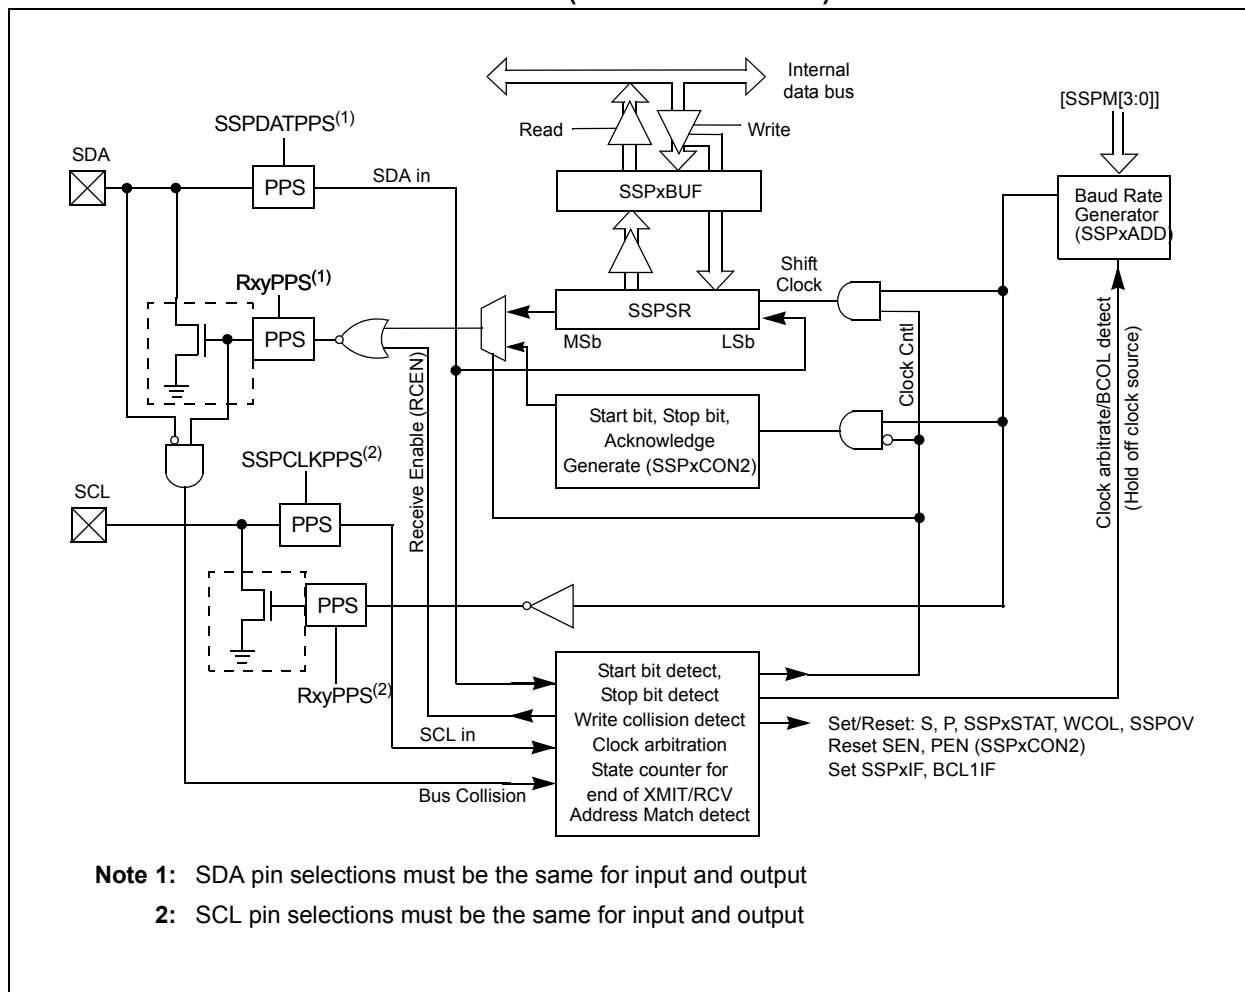 Internal
data bus
[SSPM[3:0]]
SSPDATPPS(1)
Read
Write
SDA
PPS
SDA in
SSPxBUF
Baud Rate
Generator
(SSPxADD)
Shift
Clock
RxyPPS(1)
PPS
SSPSR
MSb
LSb
Clock Cntl
Receive Enable (RCEN)
Clock arbitrate/BCOL detect
(Hold off clock source)
Start bit, Stop bit,
Acknowledge
Generate (SSPxCON2)
SSPCLKPPS(2)
SCL
PPS
PPS
RxyPPS(2)
SCL in
Bus Collision
Start bit detect,
Stop bit detect
Write collision detect
Clock arbitration
State counter for
end of XMIT/RCV
Address Match detect
Set/Reset: S, P, SSPxSTAT, WCOL, SSPOV
Reset SEN, PEN (SSPxCON2)
Set SSPxIF, BCL1IF
Note 1: SDA pin selections must be the same for input and output
2: SCL pin selections must be the same for input and output